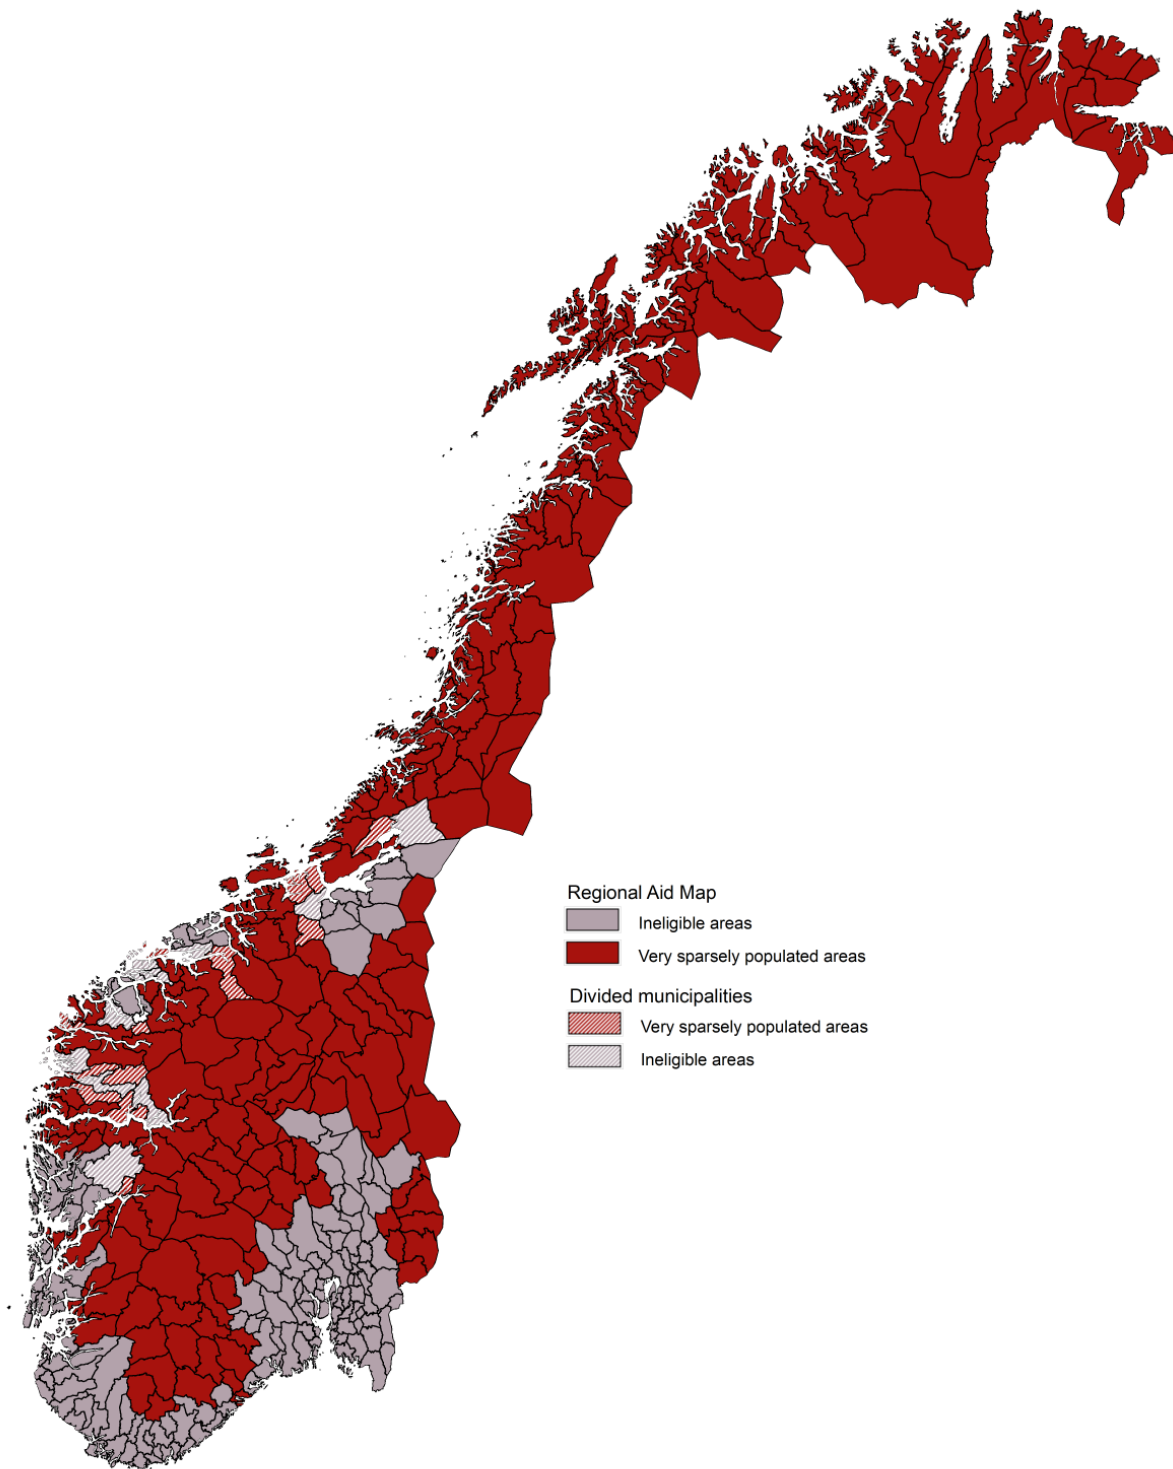 Regional Aid Map
Ineligible areas
Very sparsely populated areas
Divided municipalities
Very sparsely populated areas
Ineligible areas